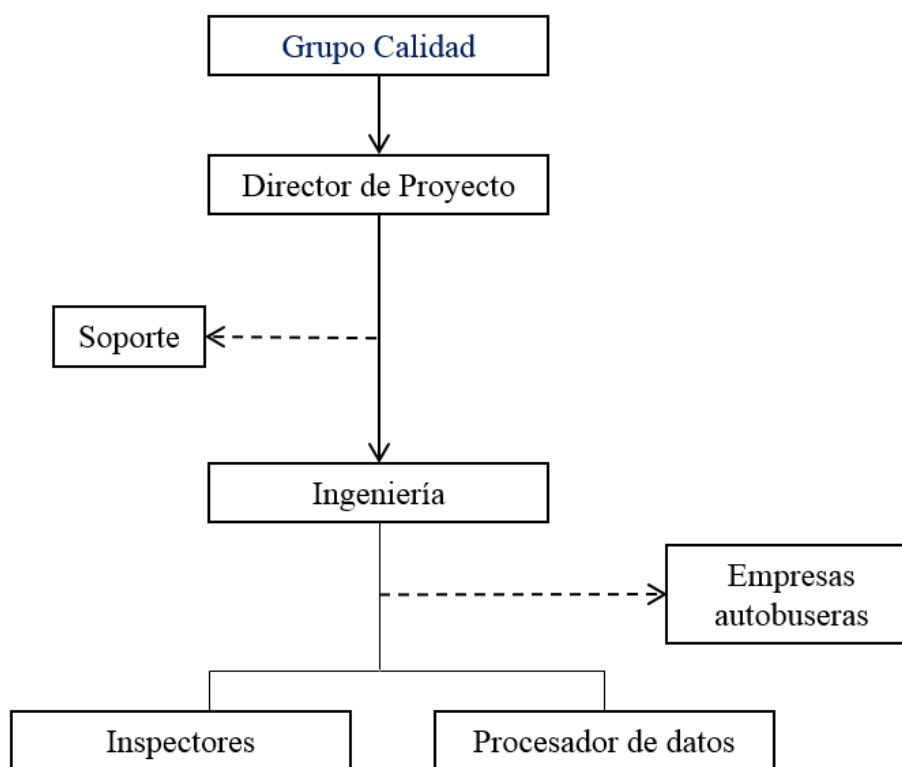 Grupo Calidad
Director de Proyecto
Soporte
Ingeniería
Empresas
autobuseras
Inspectores
Procesador de datos